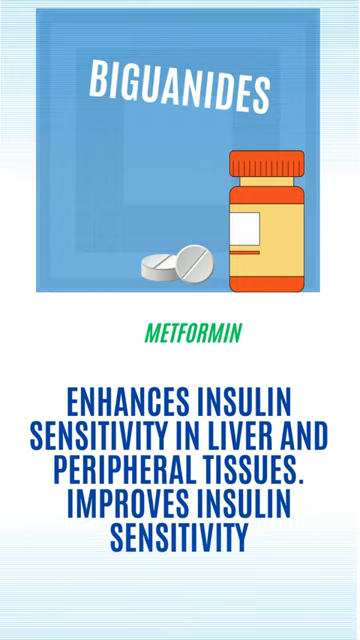 BIGUANIDES
METFORMIN
ENHANCES INSULIN
SENSITIVITY IN LIVER AND
PERIPHERAL TISSUES.
IMPROVES INSULIN
SENSITIVITY